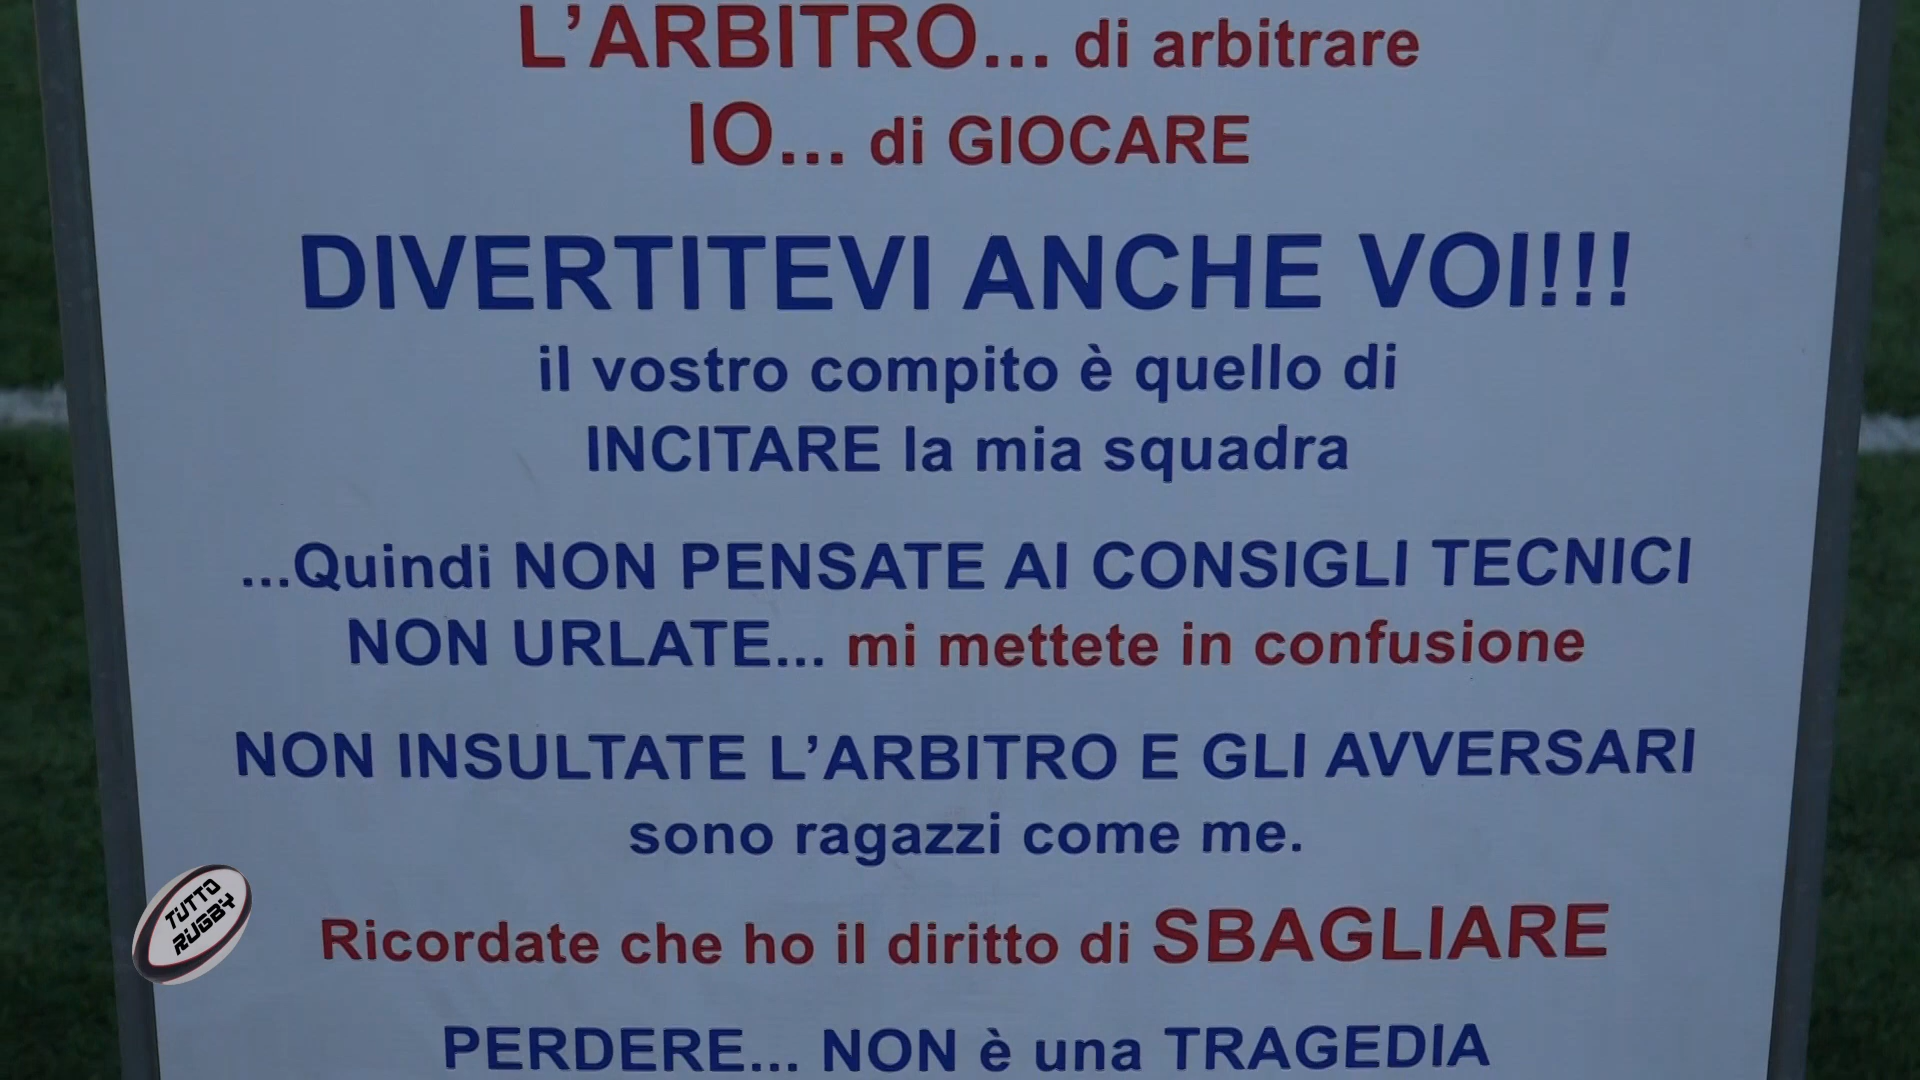 L'ARBITRO... di arbitrare
IO... di GIOCARE
DIVERTITEVI ANCHE VOI!!!
il vostro compito è quello di
INCITARE la mia squadra
...Quindi NON PENSATE AI CONSIGLI TECNICI
NON URLATE... mi mettete in confusione
NON INSULTATE L'ARBITRO E GLI AVVERSARI
sono ragazzi come me.
TUTTO
RUGBY
Ricordate che ho il diritto di SBAGLIARE
PERDERE... NON è una TRAGEDIA